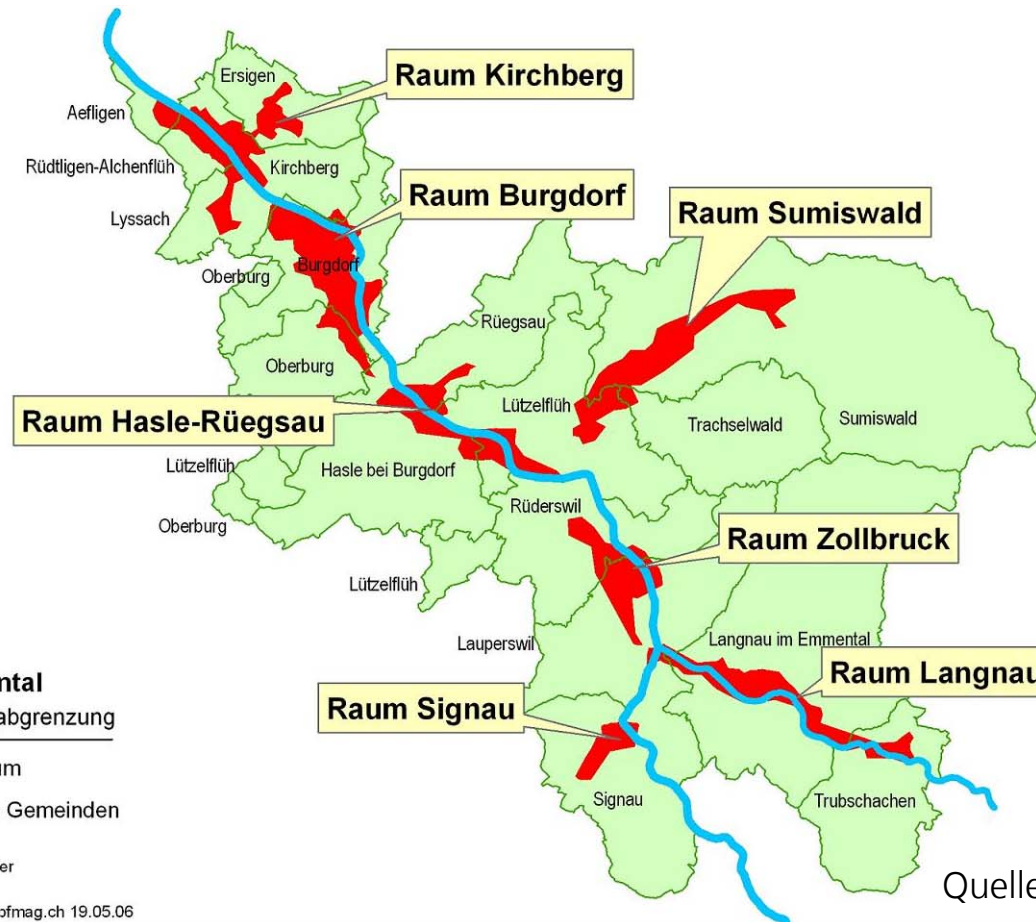 Ersigen
Raum Kirchberg
Aefligen
Rüdtligen-Alchenflüh
Kirchberg
Raum Burgdorf
Lyssach
Raum Sumiswald
Oberburg
Burgdorf
Rüegsau
Oberburg
Lützelflüh
Raum Hasle-Rüegsau
Trachselwald
Sumiswald
Lützelflüh
Hasle bei Burgdorf
Rüderswil
Oberburg
Raum Zollbruck
Lützelflüh
Lauperswil
Langnau im Emmental
Raum Langnau
Raum Signau
Signau
Trubschachen
ntal
abgrenzung
um
Gemeinden
er
pfmag.ch 19.05.06
Quelle